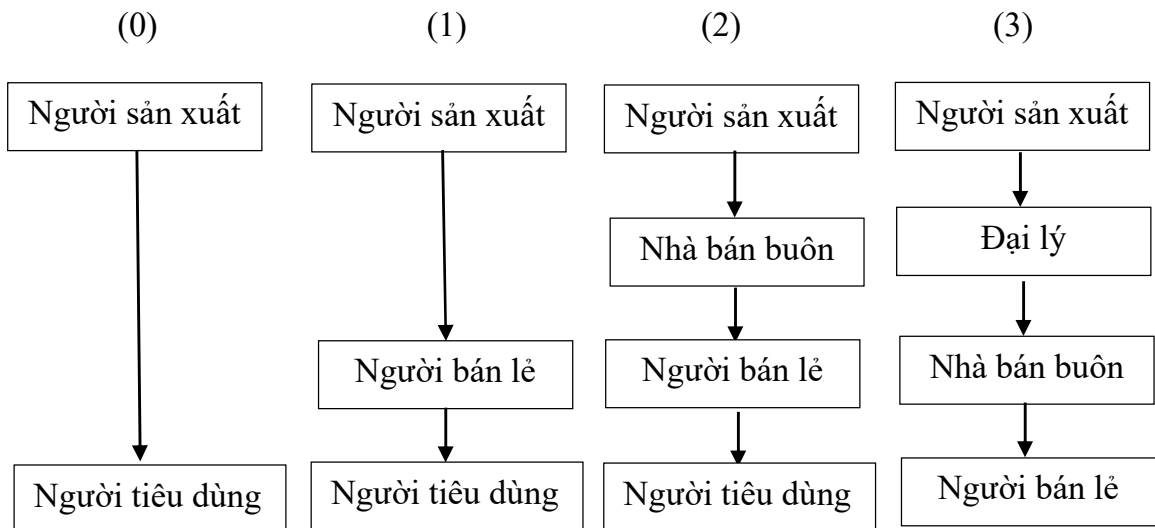 (0) (1) (2) (3)
Người sản xuất Người sản xuất Người sản xuất Người sản xuất
Nhà bán buôn Đại lý
Người bán lẻ Người bán lẻ Nhà bán buôn
Người tiêu dùng Người tiêu dùng Người tiêu dùng Người bán lẻ